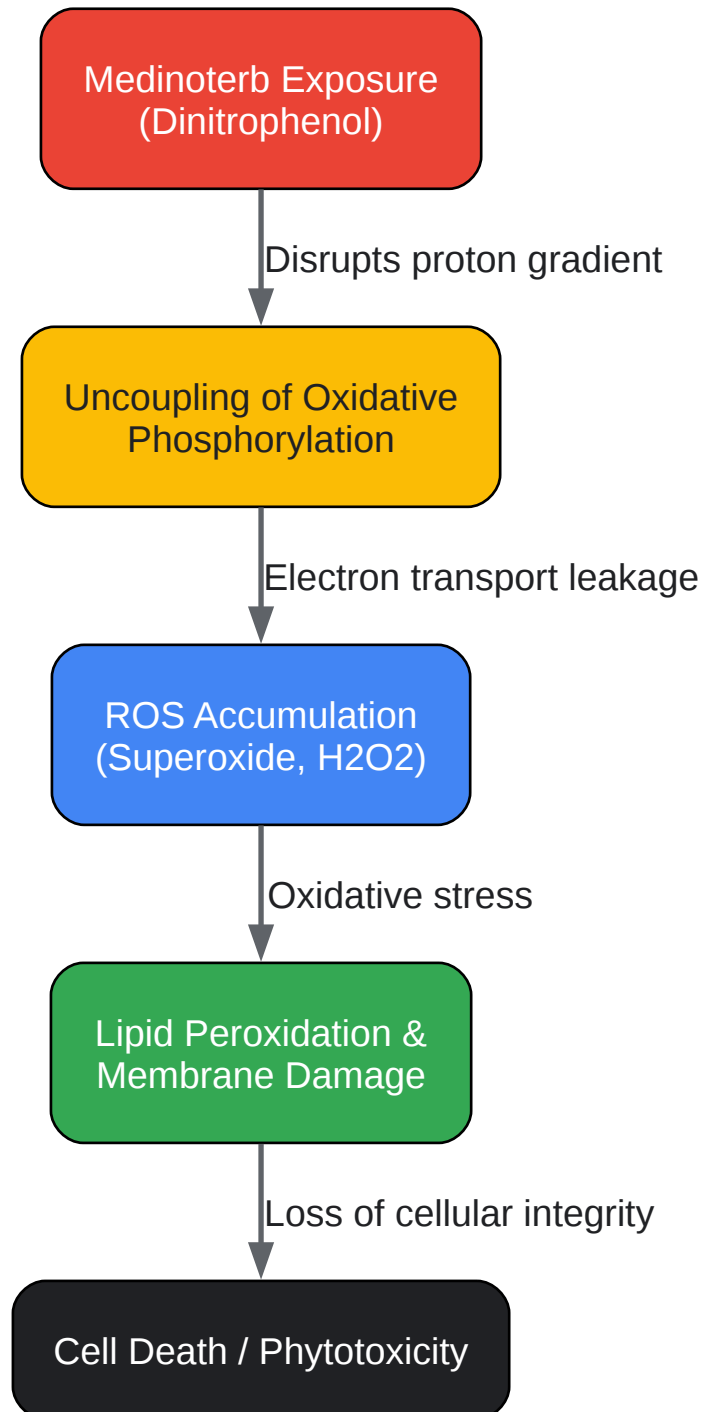 Medinoterb Exposure
(Dinitrophenol)
Disrupts proton gradient
Uncoupling of Oxidative
Phosphorylation
Electron transport leakage
ROS Accumulation
(Superoxide, H2O2)
Oxidative stress
Lipid Peroxidation &
Membrane Damage
Loss of cellular integrity
Cell Death / Phytotoxicity